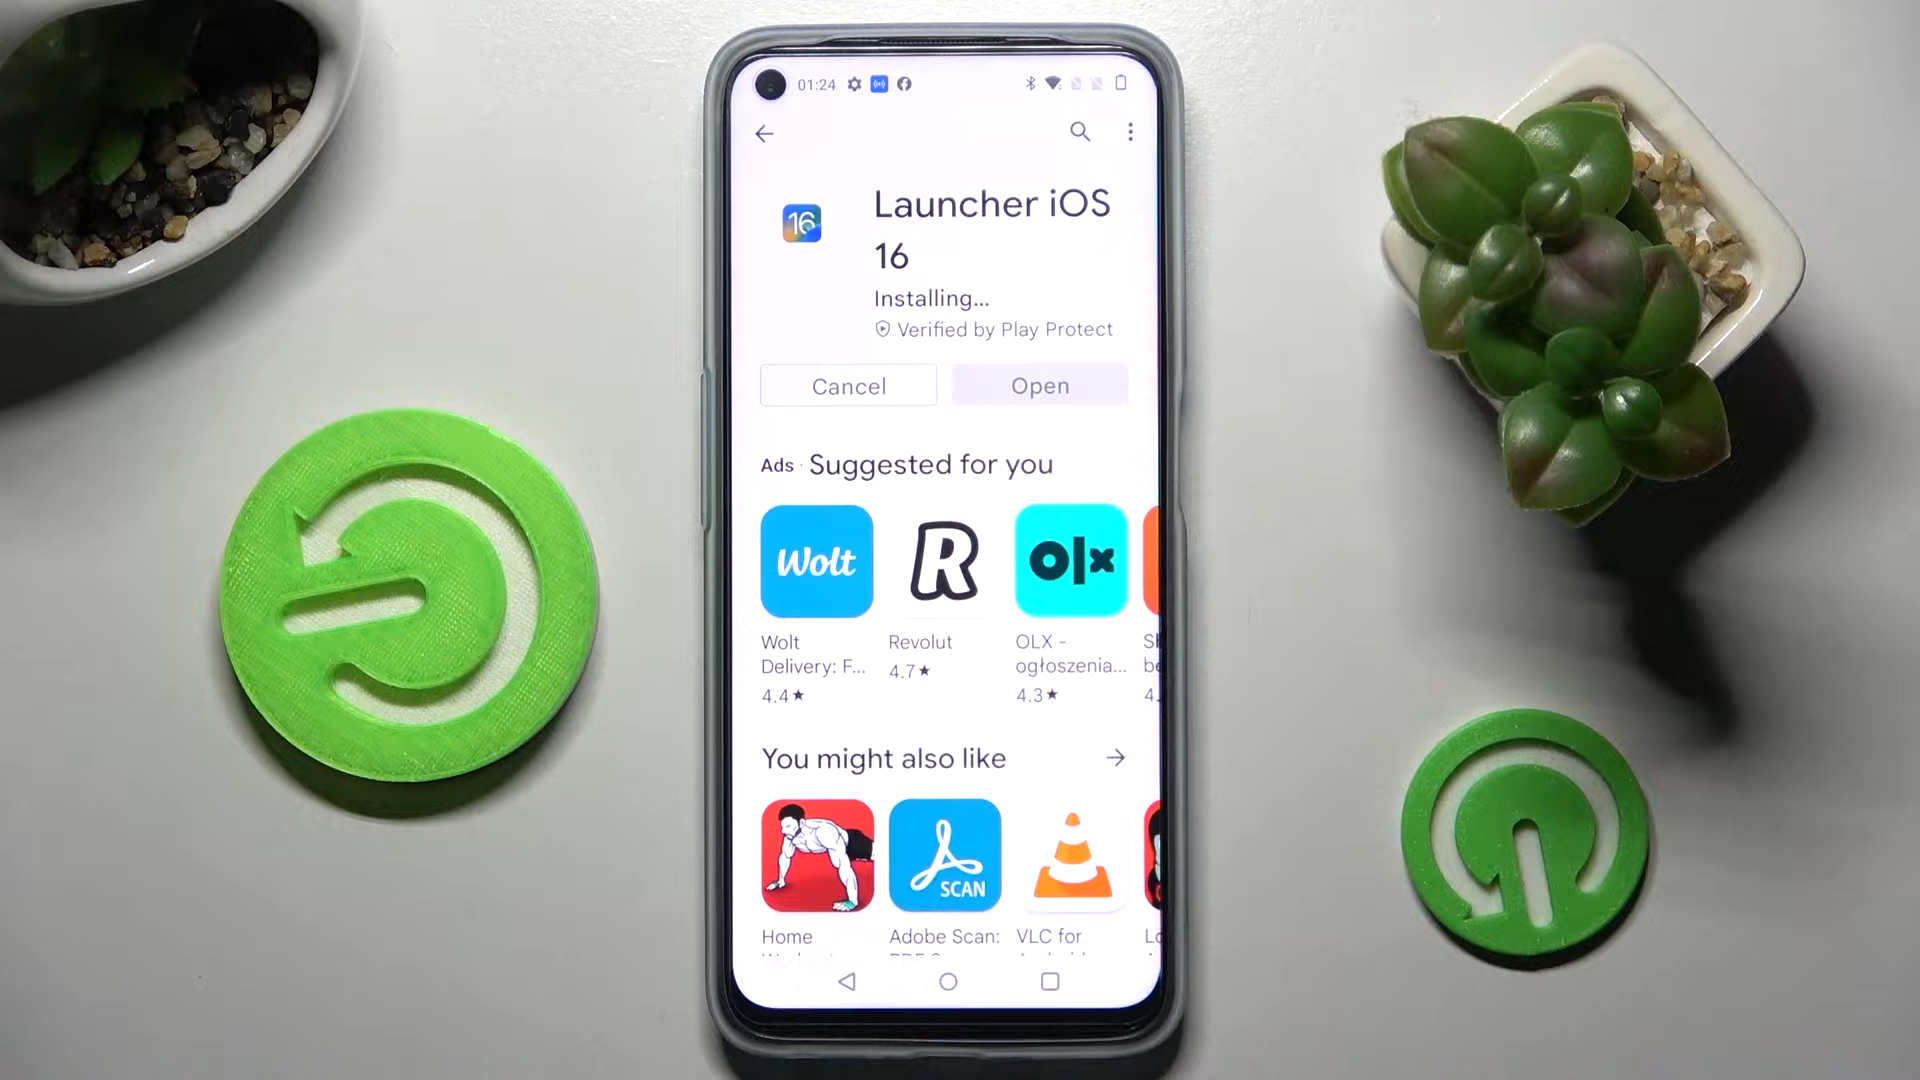 01:24
16
Launcher iOS
16
Installing...
Verified by Play Protect
Cancel
Open
Ads · Suggested for you
Wolt
R
olx
Wolt
Delivery: F...
4.4★
Revolut
4.7★
OLX -
ogłoszenia...
4.3★
4.
You might also like
SCAN
Home
Adobe Scan:
VLC for